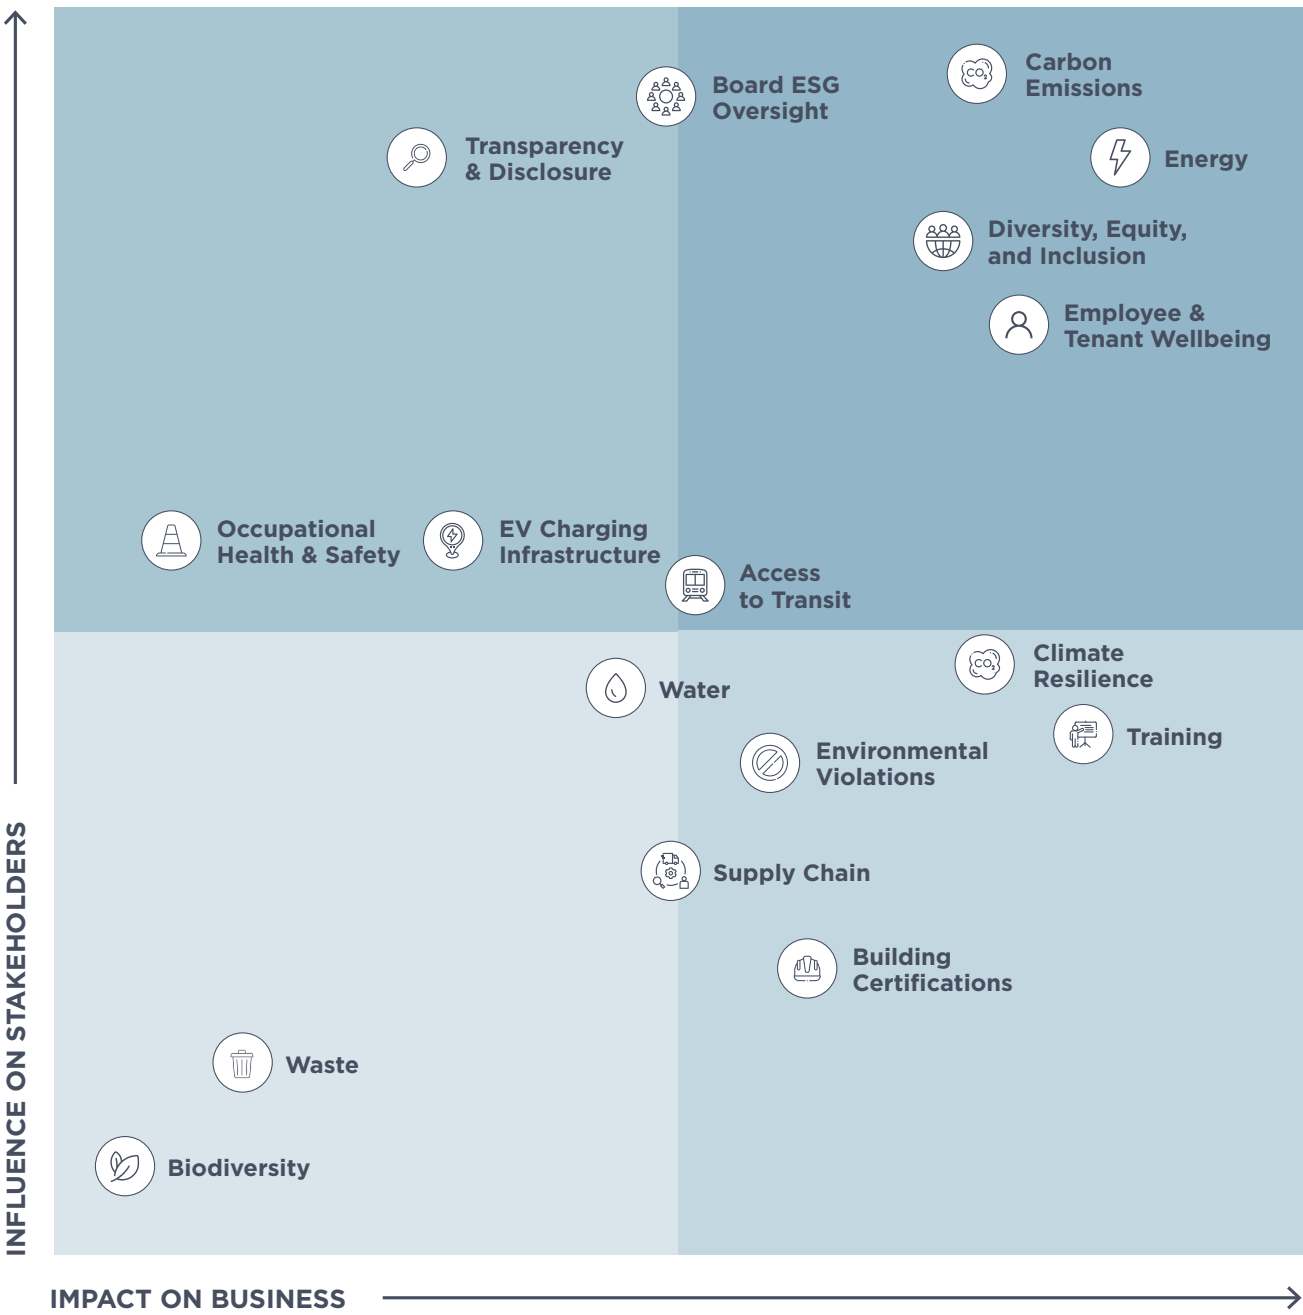 Carbon
Emissions
Board ESG
Oversight
Transparency
& Disclosure
Energy
Diversity, Equity,
and Inclusion
Employee &
Tenant Wellbeing
Occupational
Health & Safety
EV Charging
Infrastructure
Access
to Transit
Climate
Resilience
CO₂
CO₂
Water
Training
Environmental
Violations
Supply Chain
Building
Certifications
Waste
Biodiversity
INFLUENCE ON STAKEHOLDERS
IMPACT ON BUSINESS